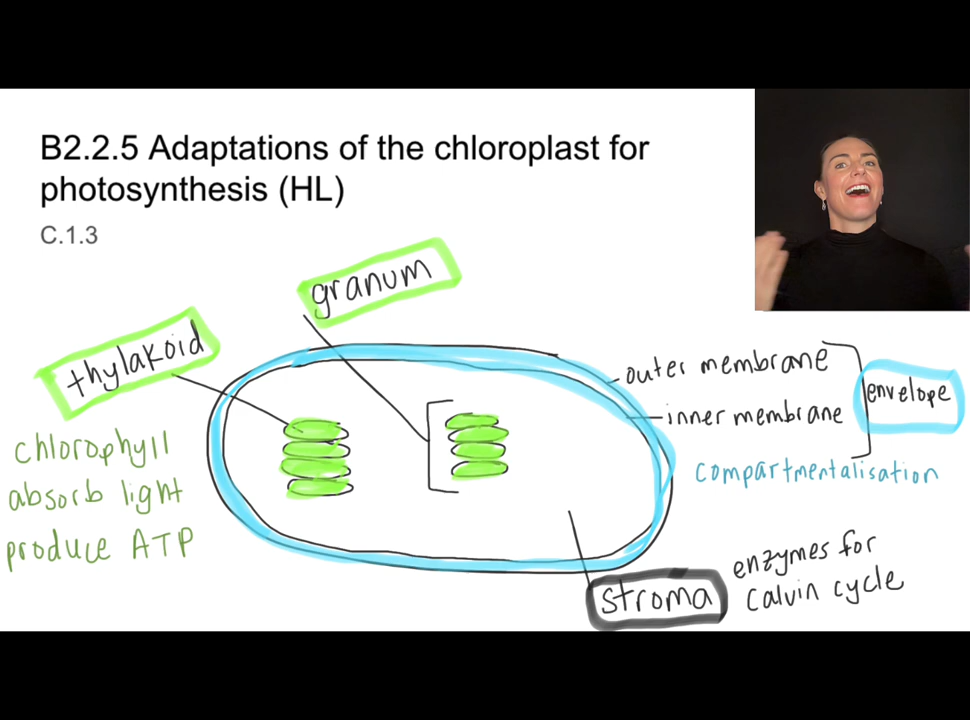 B2.2.5 Adaptations of the chloroplast for
photosynthesis (HL)
C.1.3
granum
thylakoid
outer membrane
envelope
inner membrane
chlorophyll
absorb light
produce ATP
compartmentalisation
enzymes for
calvin cycle
stroma